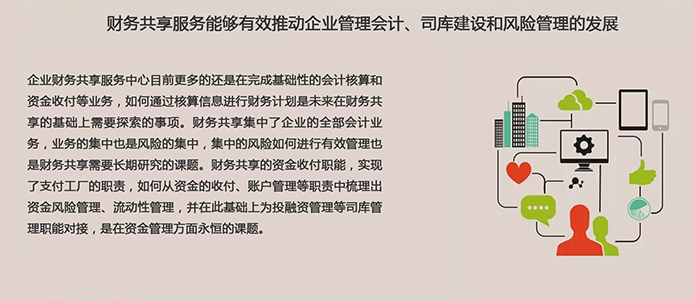 财务共享服务能够有效推动企业管理会计、司库建设和风险管理的发展
企业财务共享服务中心目前更多的还是在完成基础性的会计核算和
资金收付等业务，如何通过核算信息进行财务计划是未来在财务共
享的基础上需要探索的事项。财务共享集中了企业的全部会计业
务，业务的集中也是风险的集中，集中的风险如何进行有效管理也
是财务共享需要长期研究的课题。财务共享的资金收付职能，实现
了支付工厂的职责，如何从资金的收付、账户管理等职责中梳理出
资金风险管理、流动性管理，并在此基础上为投融资管理等司库管
理职能对接，是在资金管理方面永恒的课题。